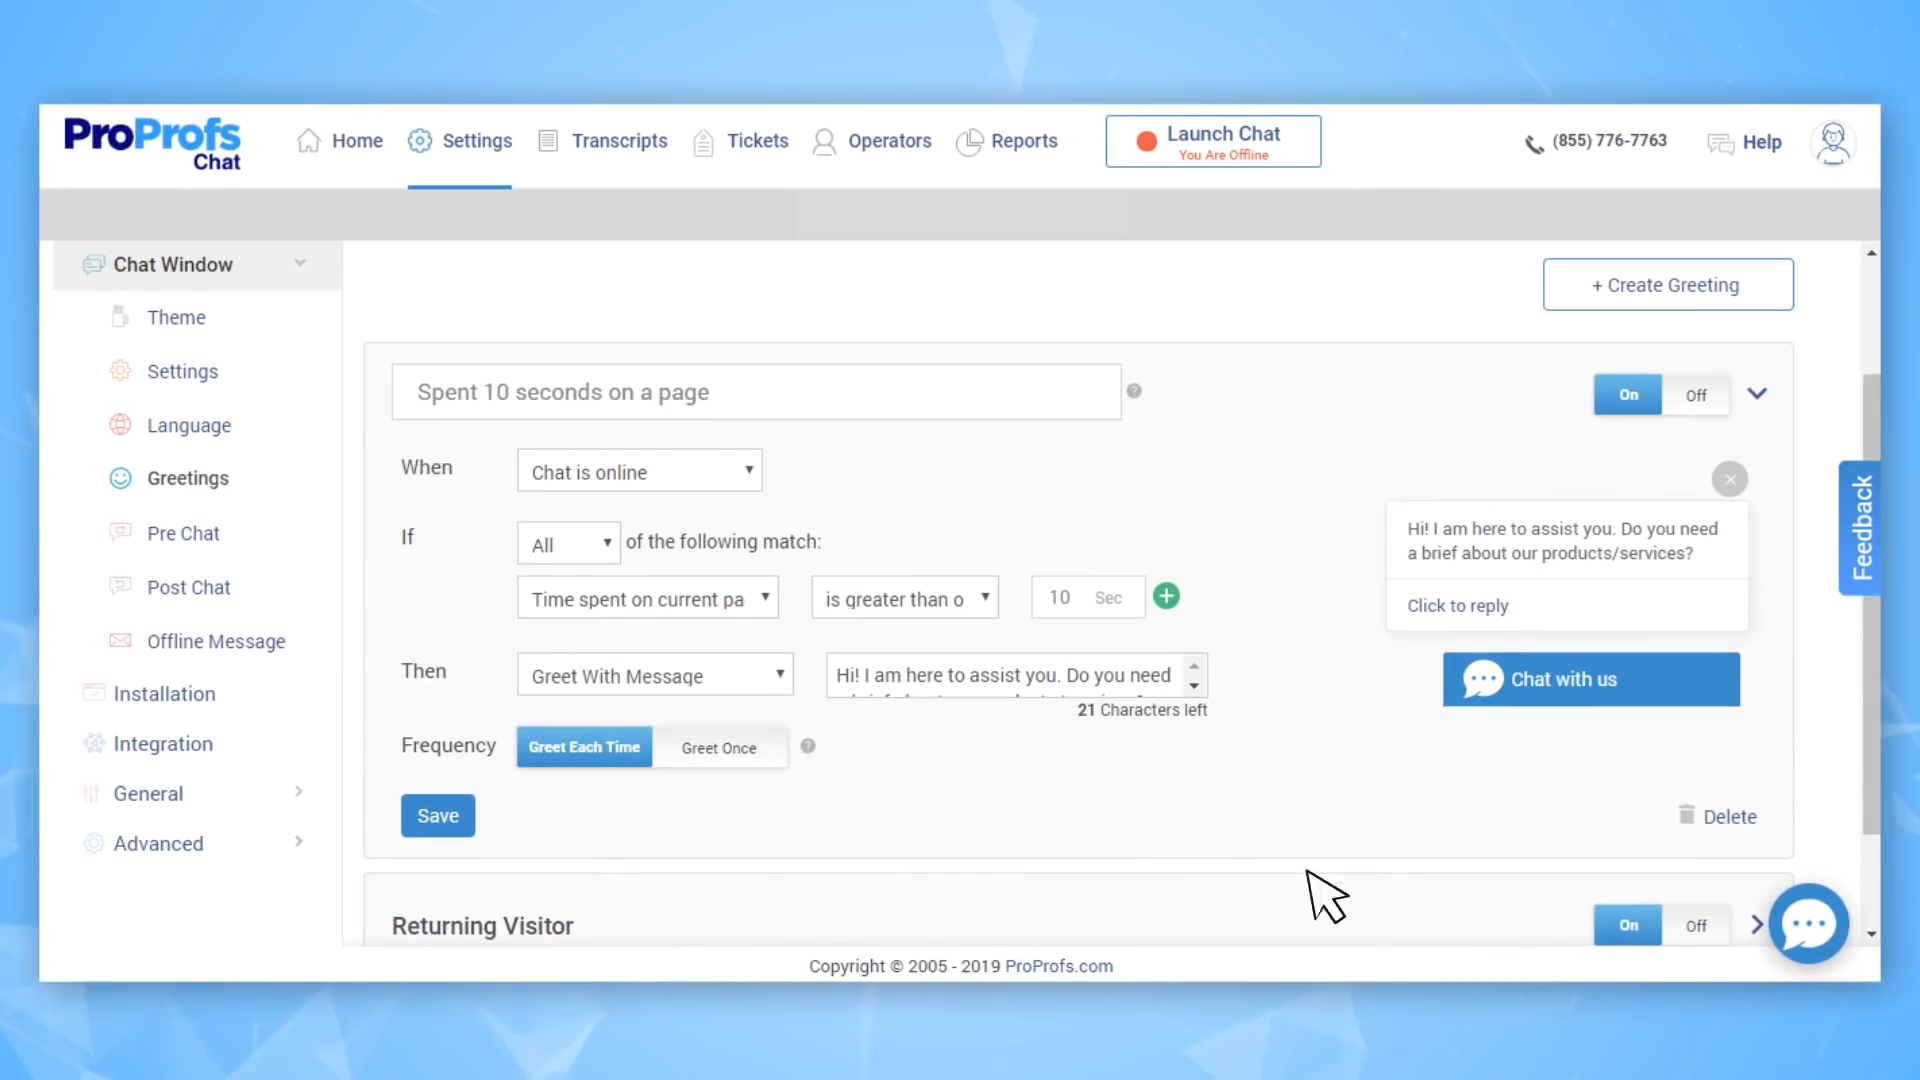 ProProfs
Chat
Home
Settings
Transcripts
Tickets
Operators
Reports
Launch Chat
You Are Offline
(855) 776-7763
Help
Chat Window
Theme
Settings
Language
Greetings
Pre Chat
Post Chat
Offline Message
Installation
Integration
General
Advanced
+ Create Greeting
Spent 10 seconds on a page
On
Off
When
Chat is online
If
All
of the following match:
Time spent on current pa
is greater than o
10 Sec
Then
Greet With Message
Hi! I am here to assist you. Do you need
21 Characters left
Frequency
Greet Each Time
Greet Once
Save
Delete
Hi! I am here to assist you. Do you need
a brief about our products/services?
Click to reply
Chat with us
Feedback
Returning Visitor
On
Off
Copyright © 2005 - 2019 ProProfs.com